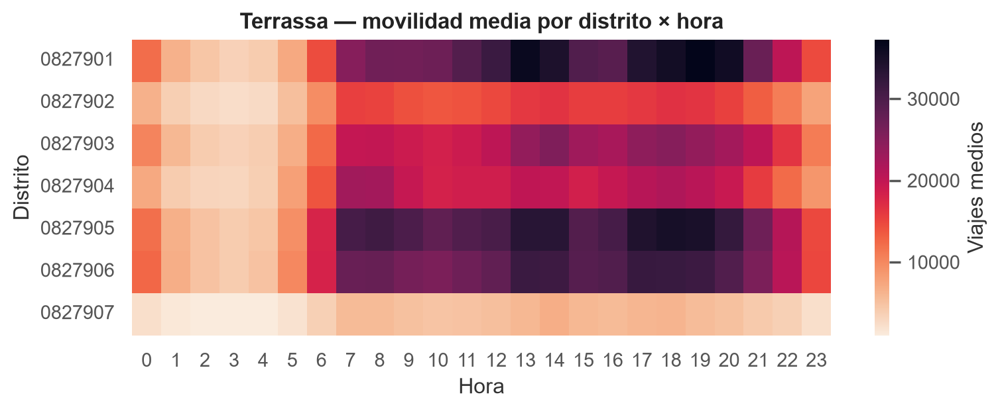 Terrassa — movilidad media por distrito × hora
Distrito
0827901
0827902
0827903
0827904
0827905
0827906
0827907
0 1 2 3 4 5 6 7 8 9 10 11 12 13 14 15 16 17 18 19 20 21 22 23
Hora
30000
20000
10000
Viajes medios